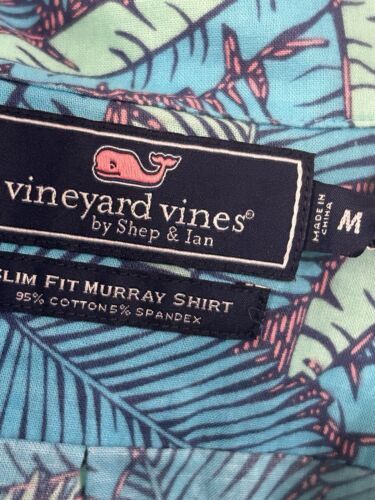 vineyard vines®
by Shep & Ian
MADE IN
CHINA
M
SLIM FIT MURRAY SHIRT
95% COTTON 5% SPANDEX